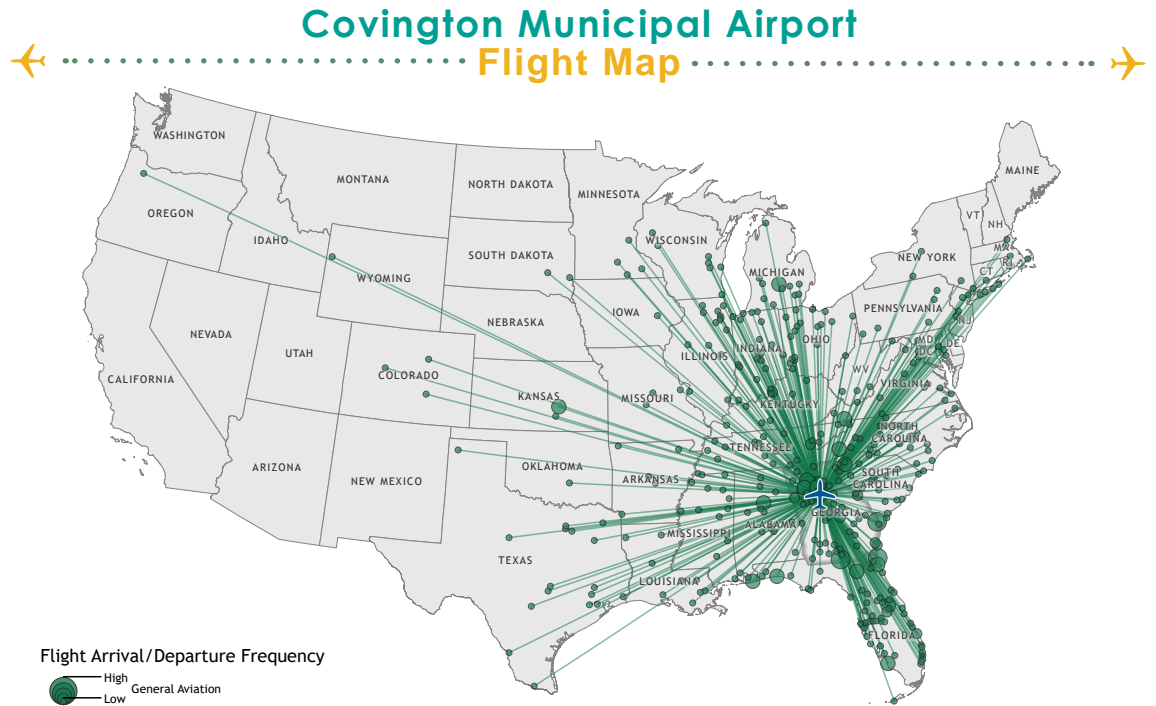 Covington Municipal Airport
Flight Map
WASHINGTON
MONTANA
NORTH DAKOTA
MINNESOTA
MAINE
OREGON
IDAHO
WYOMING
SOUTH DAKOTA
WISCONSIN
MICHIGAN
NEW YORK
VT
NH
MA
RI
CT
NEVADA
UTAH
COLORADO
NEBRASKA
IOWA
ILLINOIS
INDIANA
OHIO
PENNSYLVANIA
NJ
MD
DE
DC
WV
VIRGINIA
CALIFORNIA
KANSAS
MISSOURI
KENTUCKY
ARIZONA
NEW MEXICO
OKLAHOMA
ARKANSAS
TENNESSEE
NORTH
CAROLINA
SOUTH
CAROLINA
TEXAS
LOUISIANA
MISSISSIPPI
ALABAMA
GEORGIA
FLORIDA
Flight Arrival/Departure Frequency
High
General Aviation
Low